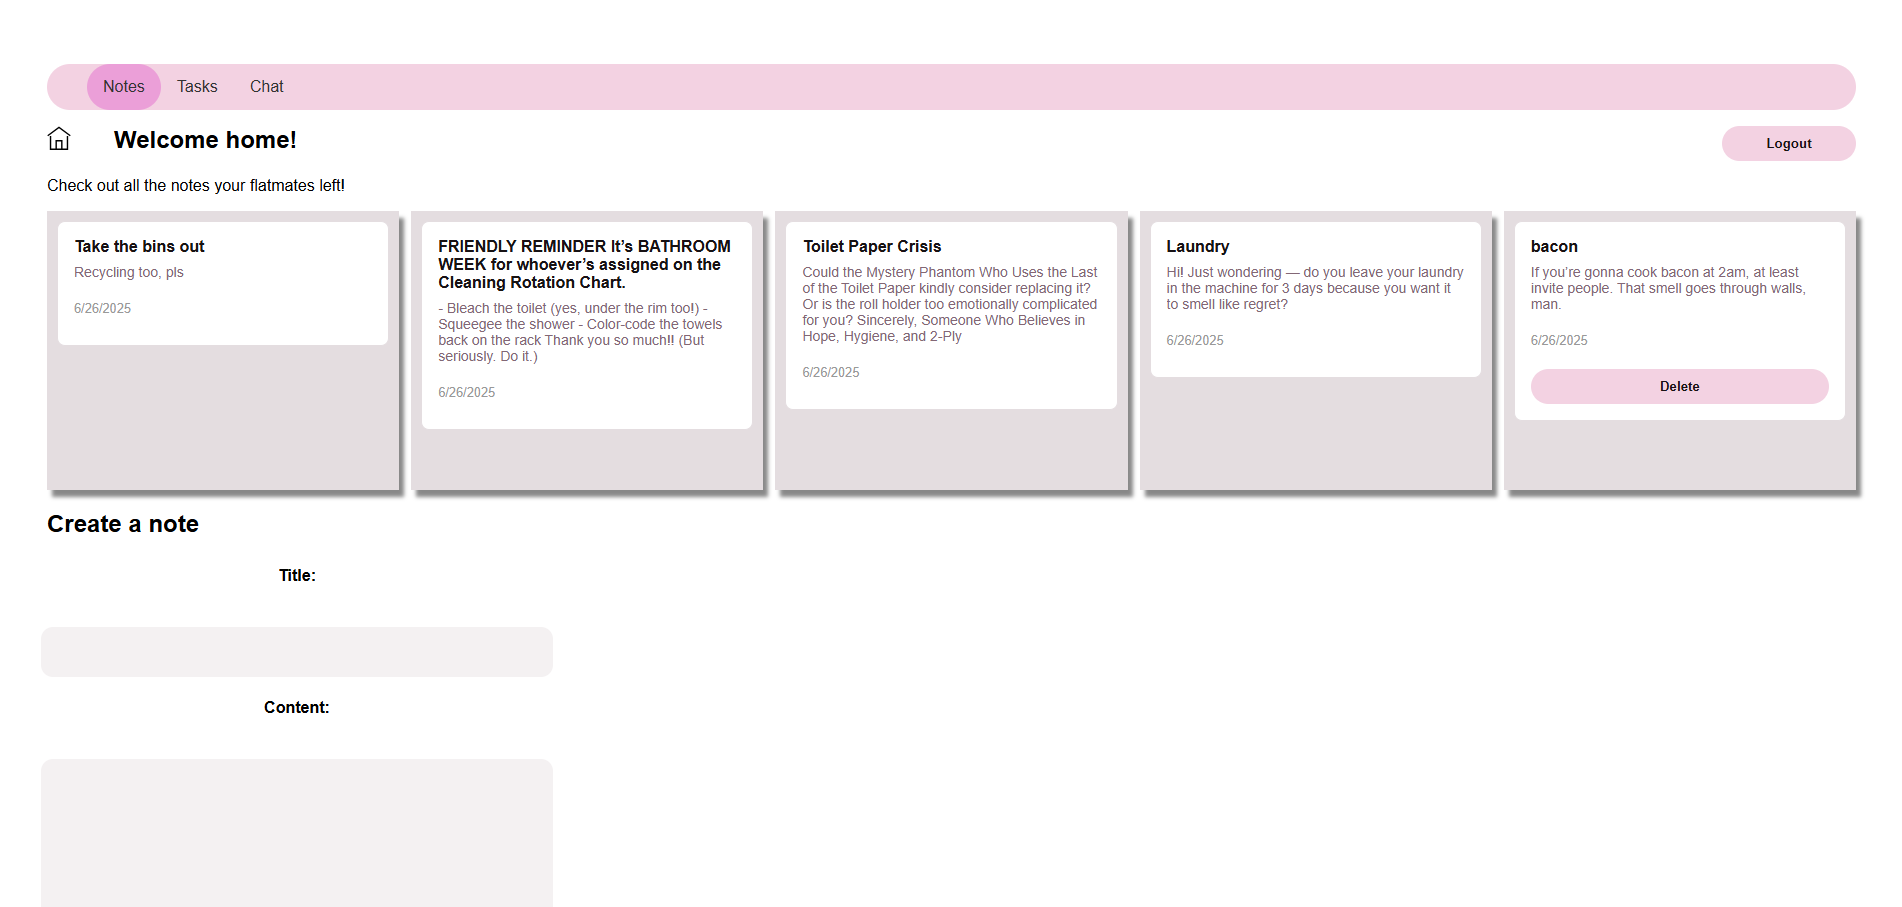 Notes Tasks Chat
Welcome home!
Logout
Check out all the notes your flatmates left!
Take the bins out
Recycling too, pls
6/26/2025
FRIENDLY REMINDER It’s BATHROOM
WEEK for whoever’s assigned on the
Cleaning Rotation Chart.
- Bleach the toilet (yes, under the rim too!) -
Squeegee the shower - Color-code the towels
back on the rack Thank you so much!! (But
seriously. Do it.)
6/26/2025
Toilet Paper Crisis
Could the Mystery Phantom Who Uses the Last
of the Toilet Paper kindly consider replacing it?
Or is the roll holder too emotionally complicated
for you? Sincerely, Someone Who Believes in
Hope, Hygiene, and 2-Ply
6/26/2025
Laundry
Hi! Just wondering — do you leave your laundry
in the machine for 3 days because you want it
to smell like regret?
6/26/2025
bacon
If you’re gonna cook bacon at 2am, at least
invite people. That smell goes through walls,
man.
6/26/2025
Delete
Create a note
Title:
Content: